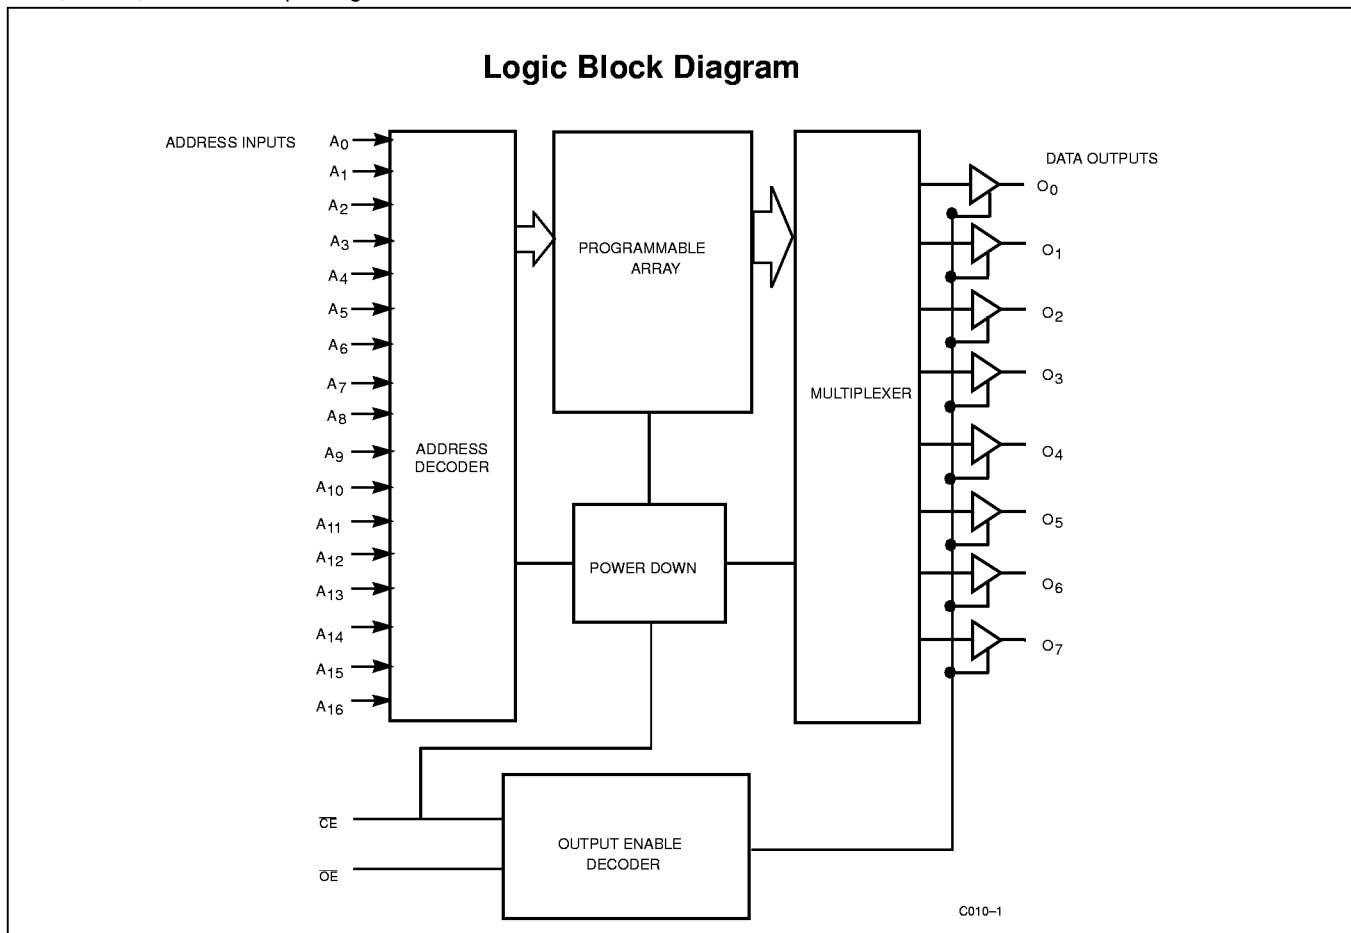 Logic Block Diagram
ADDRESS INPUTS
A0
A1
A2
A3
A4
A5
A6
A7
A8
A9
A10
A11
A12
A13
A14
A15
A16
ADDRESS
DECODER
PROGRAMMABLE
ARRAY
POWER DOWN
MULTIPLEXER
DATA OUTPUTS
O0
O1
O2
O3
O4
O5
O6
O7
CE
OE
OUTPUT ENABLE
DECODER
C010–1